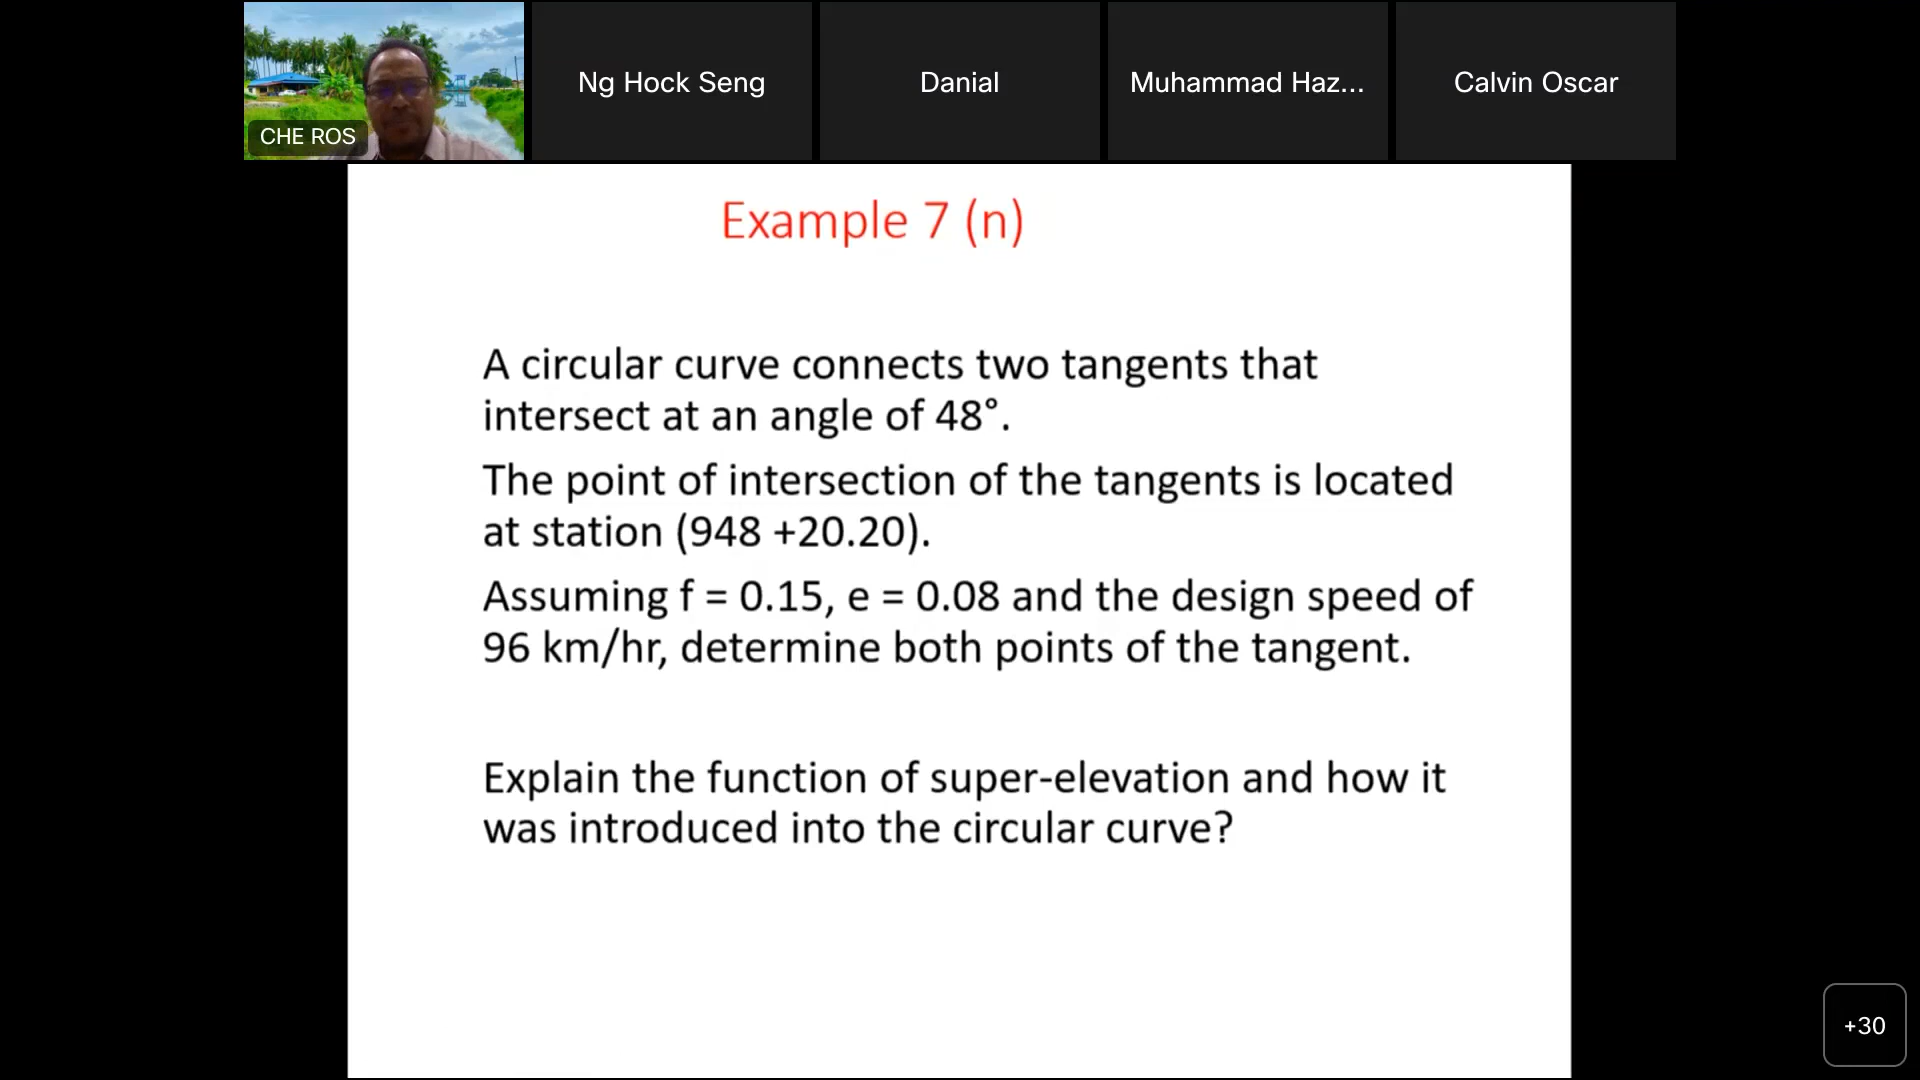 CHE ROS
Ng Hock Seng
Danial
Muhammad Haz...
Calvin Oscar
Example 7 (n)
A circular curve connects two tangents that
intersect at an angle of 48°.
The point of intersection of the tangents is located
at station (948 +20.20).
Assuming f = 0.15, e = 0.08 and the design speed of
96 km/hr, determine both points of the tangent.
Explain the function of super-elevation and how it
was introduced into the circular curve?
+30